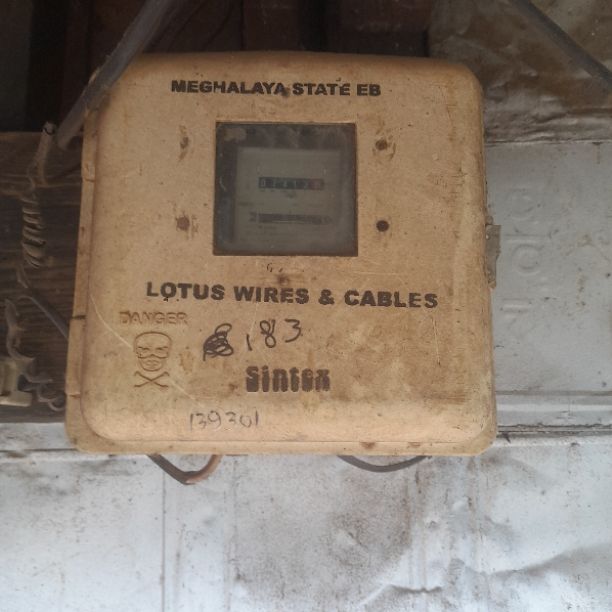 MEGHALAYA STATE EB
LOTUS WIRES & CABLES
DANGER
183
Sintex
139301